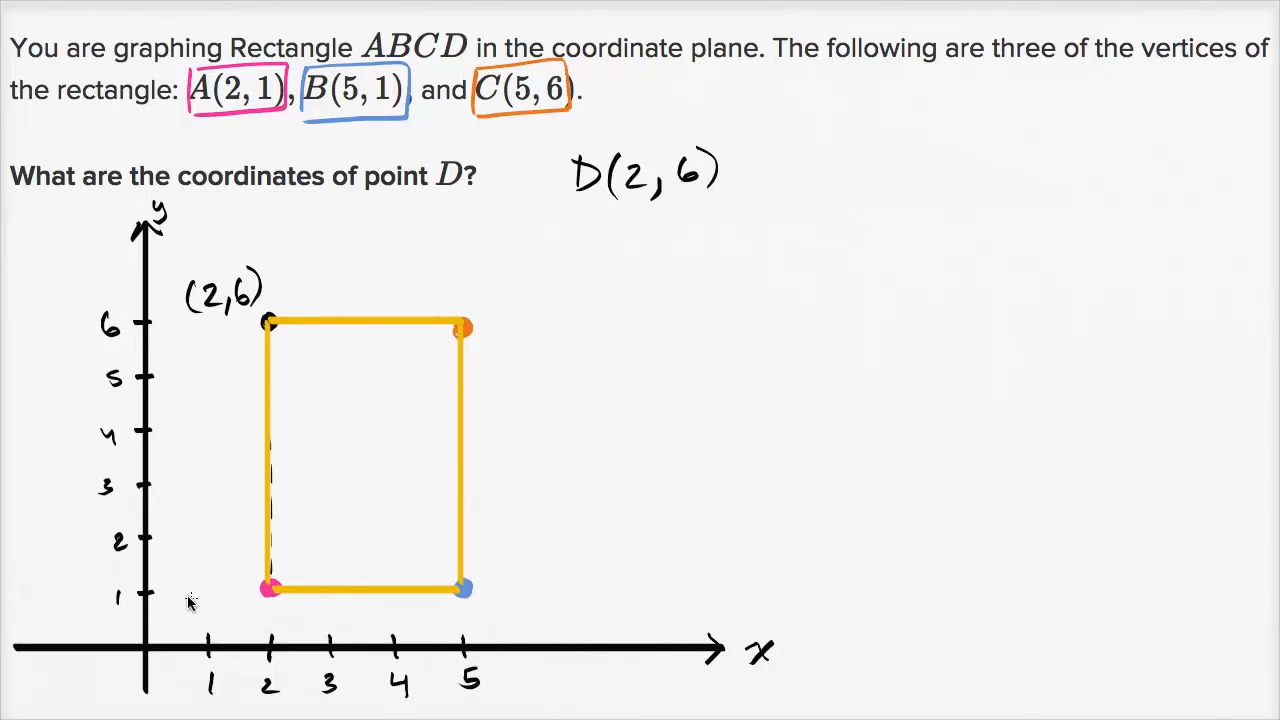 You are graphing Rectangle ABCD in the coordinate plane. The following are three of the vertices of
the rectangle: A(2, 1), B(5, 1), and C(5, 6).
What are the coordinates of point D? D(2, 6)
y
(2,6)
6
5
4
3
2
1
x
1 2 3 4 5